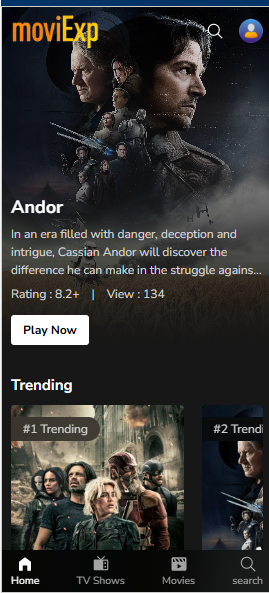 moviExp
Andor
In an era filled with danger, deception and
intrigue, Cassian Andor will discover the
difference he can make in the struggle agains...
Rating : 8.2+ | View : 134
Play Now
Trending
#1 Trending
#2 Trendi
Home
TV Shows
Movies
search